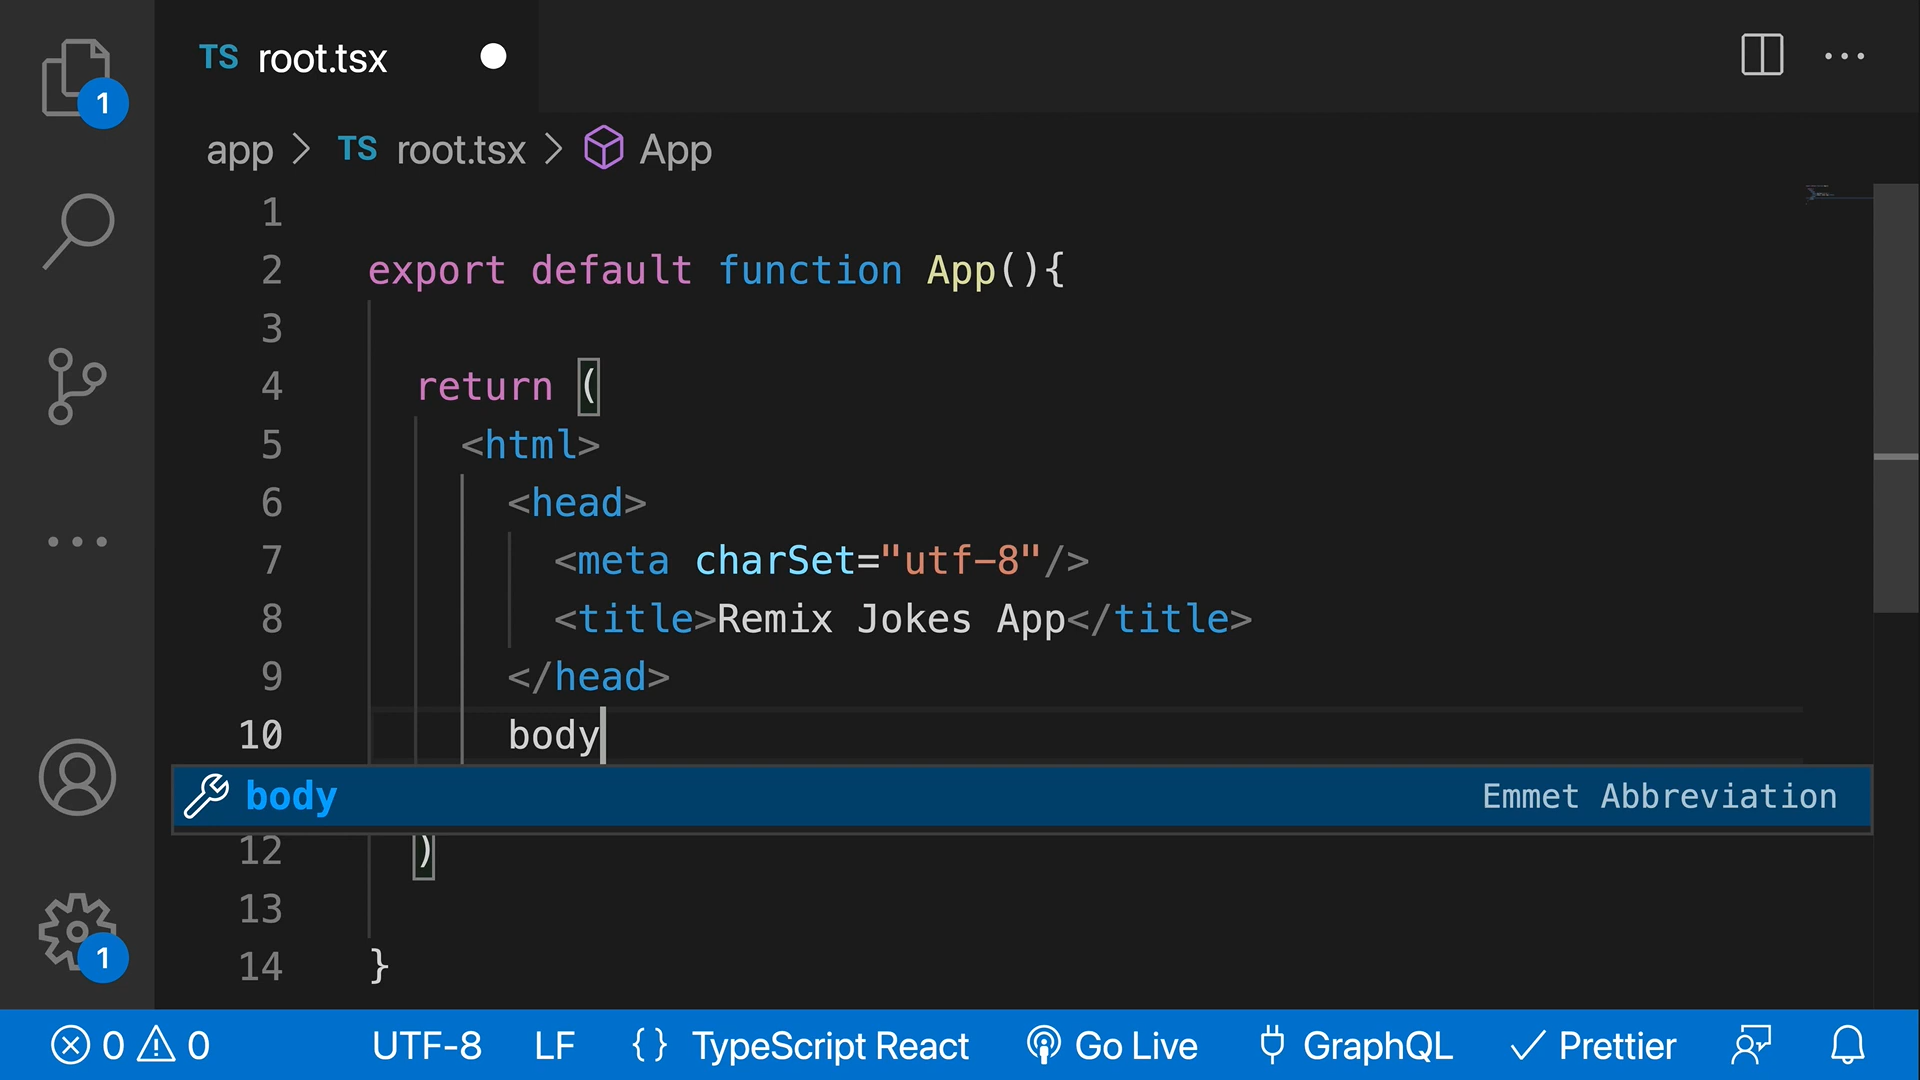 TS root.tsx
1
app > TS root.tsx > App
1
2 export default function App(){
3
4 return (
5 <html>
6 <head>
7 <meta charSet="utf-8"/>
8 <title>Remix Jokes App</title>
9 </head>
10 body
body Emmet Abbreviation
12 )
13
14 }
1
0 0 UTF-8 LF {} TypeScript React Go Live GraphQL Prettier